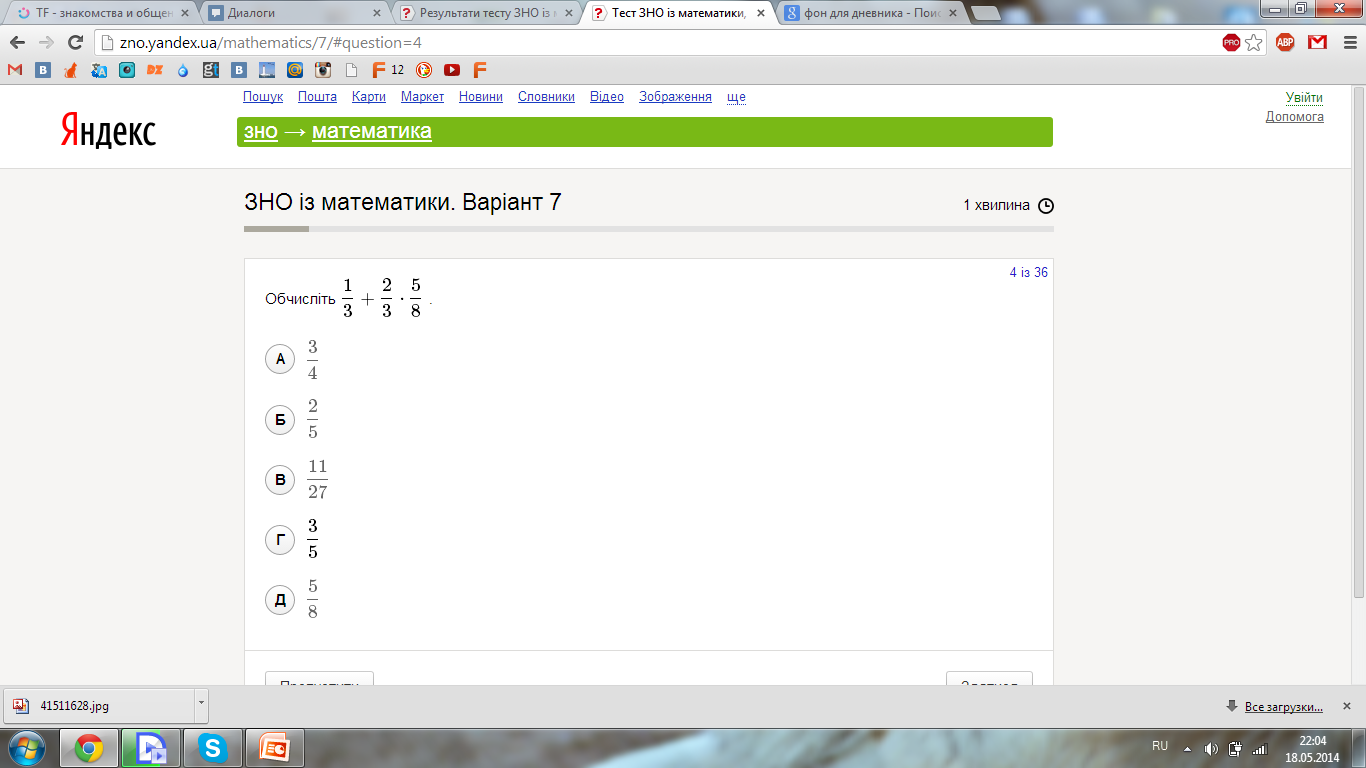 TF - знакомства и общен
Диалоги
Результати тесту ЗНО із м
Тест ЗНО із математики,
фон для дневника - Пои
zno.yandex.ua/mathematics/7/#question=4
PRO
ABP
12
Пошук Пошта Карти Маркет Новини Словники Відео Зображення ще
Увійти
Допомога
Яндекс
зно → математика
ЗНО із математики. Варіант 7
1 хвилина
4 із 36
Обчисліть 1/3 + 2/3 · 5/8 .
А 3/4
Б 2/5
В 11/27
Г 3/5
Д 5/8
41511628.jpg
Все загрузки...
RU
22:04
18.05.2014